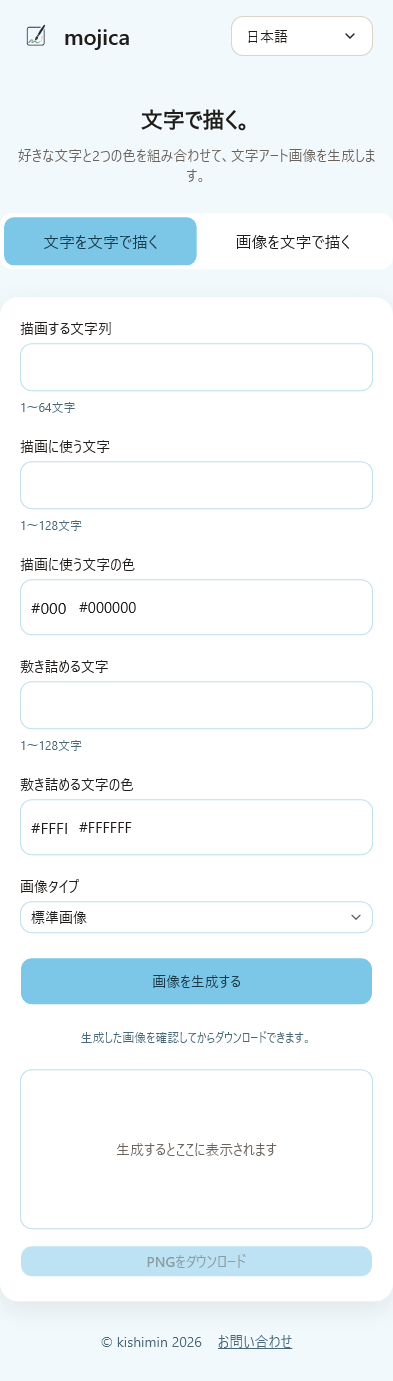 mojica
日本語
文字で描く。
好きな文字と2つの色を組み合わせて、文字アート画像を生成しま
す。
文字を文字で描く
画像を文字で描く
描画する文字列
1〜64文字
描画に使う文字
1〜128文字
描画に使う文字の色
#000 #000000
敷き詰める文字
1〜128文字
敷き詰める文字の色
#FFFI #FFFFFF
画像タイプ
標準画像
画像を生成する
生成した画像を確認してからダウンロードできます。
生成するとここに表示されます
PNGをダウンロード
© kishimin 2026 お問い合わせ